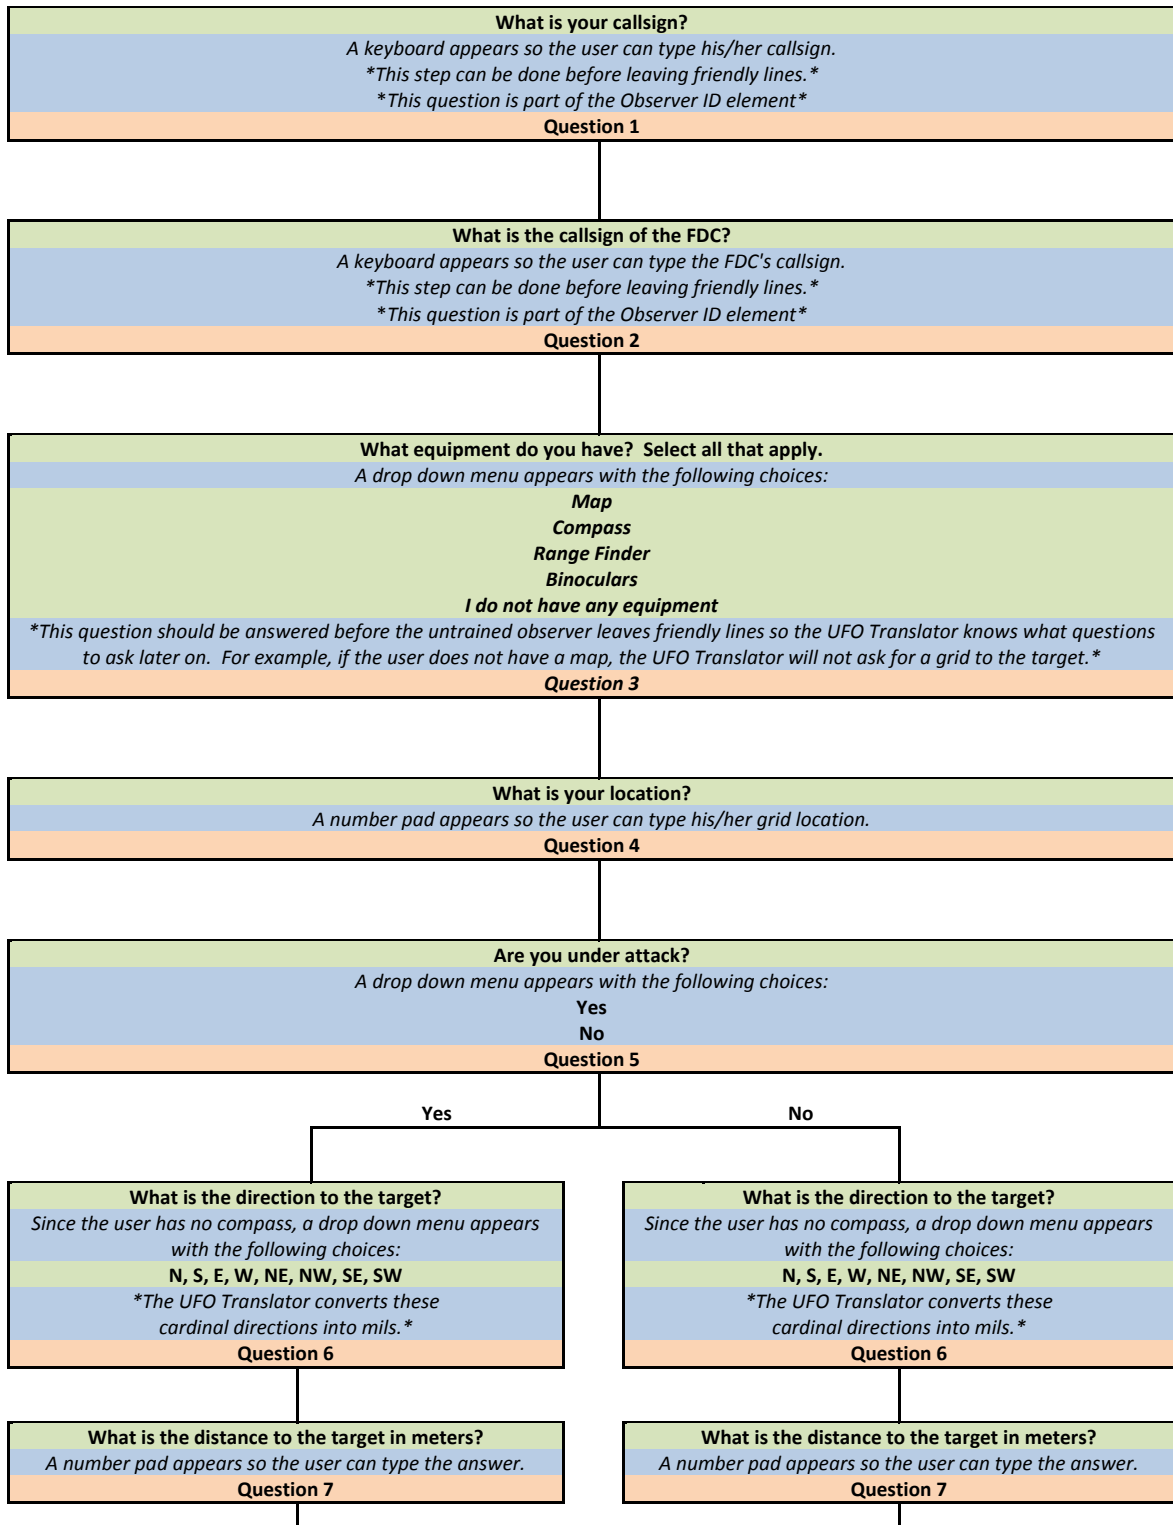 What is your callsign?
A keyboard appears so the user can type his/her callsign.
*This step can be done before leaving friendly lines.*
*This question is part of the Observer ID element*
Question 1
What is the callsign of the FDC?
A keyboard appears so the user can type the FDC's callsign.
*This step can be done before leaving friendly lines.*
*This question is part of the Observer ID element*
Question 2
What equipment do you have?  Select all that apply.
A drop down menu appears with the following choices:
Map
Compass
Range Finder
Binoculars
I do not have any equipment
*This question should be answered before the untrained observer leaves friendly lines so the UFO Translator knows what questions
to ask later on.  For example, if the user does not have a map, the UFO Translator will not ask for a grid to the target.*
Question 3
What is your location?
A number pad appears so the user can type his/her grid location.
Question 4
Are you under attack?
A drop down menu appears with the following choices:
Yes
No
Question 5
Yes
No
What is the direction to the target?
Since the user has no compass, a drop down menu appears
with the following choices:
N, S, E, W, NE, NW, SE, SW
*The UFO Translator converts these
cardinal directions into mils.*
Question 6
What is the direction to the target?
Since the user has no compass, a drop down menu appears
with the following choices:
N, S, E, W, NE, NW, SE, SW
*The UFO Translator converts these
cardinal directions into mils.*
Question 6
What is the distance to the target in meters?
A number pad appears so the user can type the answer.
Question 7
What is the distance to the target in meters?
A number pad appears so the user can type the answer.
Question 7